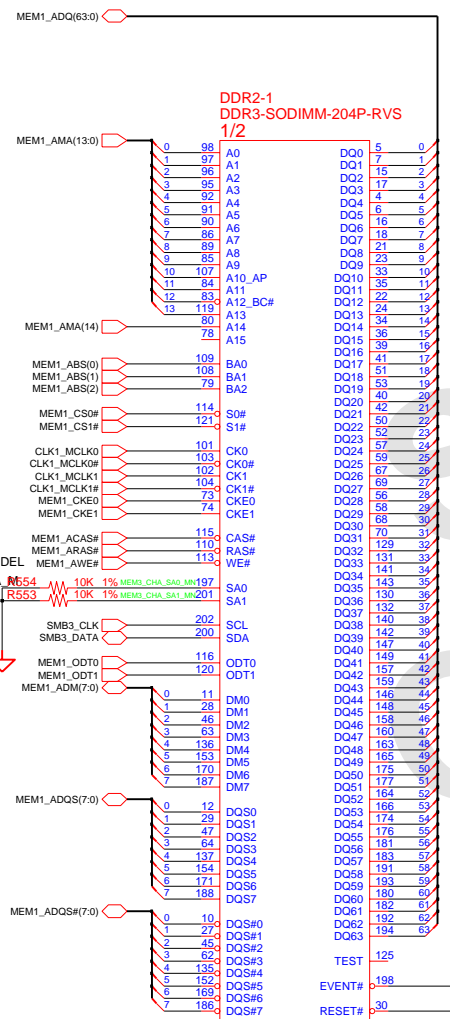 MEM1_ADQ(63:0)
DDR2-1
DDR3-SODIMM-204P-RVS
1/2
MEM1_AMA(13:0)
0 98 A0
1 97 A1
2 96 A2
3 95 A3
4 92 A4
5 91 A5
6 90 A6
7 86 A7
8 89 A8
9 85 A9
10 107 A10_AP
11 84 A11
12 83 A12_BC#
13 119 A13
MEM1_AMA(14) 80 A14
78 A15
MEM1_ABS(0) 109 BA0
MEM1_ABS(1) 108 BA1
MEM1_ABS(2) 79 BA2
MEM1_CS0# 114 S0#
MEM1_CS1# 121 S1#
CLK1_MCLK0 101 CK0
CLK1_MCLK0# 103 CK0#
CLK1_MCLK1 102 CK1
CLK1_MCLK1# 104 CK1#
MEM1_CKE0 73 CKE0
MEM1_CKE1 74 CKE1
MEM1_ACAS# 115 CAS#
MEM1_ARAS# 110 RAS#
MEM1_AWE# 113 WE#
DEL
R554 10K 1% MEM3_CHA_SA0_MN 197 SA0
R553 10K 1% MEM3_CHA_SA1_MN 201 SA1
SMB3_CLK 202 SCL
SMB3_DATA 200 SDA
MEM1_ODT0 116 ODT0
MEM1_ODT1 120 ODT1
MEM1_ADM(7:0)
0 11 DM0
1 28 DM1
2 46 DM2
3 63 DM3
4 136 DM4
5 153 DM5
6 170 DM6
7 187 DM7
MEM1_ADQS(7:0)
0 12 DQS0
1 29 DQS1
2 47 DQS2
3 64 DQS3
4 137 DQS4
5 154 DQS5
6 171 DQS6
7 188 DQS7
MEM1_ADQS#(7:0)
0 10 DQS#0
1 27 DQS#1
2 45 DQS#2
3 62 DQS#3
4 135 DQS#4
5 152 DQS#5
6 169 DQS#6
7 186 DQS#7
DQ0 5 0
DQ1 7 1
DQ2 15 2
DQ3 17 3
DQ4 4 4
DQ5 6 5
DQ6 16 6
DQ7 18 7
DQ8 21 8
DQ9 23 9
DQ10 33 10
DQ11 35 11
DQ12 22 12
DQ13 24 13
DQ14 34 14
DQ15 36 15
DQ16 39 16
DQ17 41 17
DQ18 51 18
DQ19 53 19
DQ20 40 20
DQ21 42 21
DQ22 50 22
DQ23 52 23
DQ24 57 24
DQ25 59 25
DQ26 67 26
DQ27 69 27
DQ28 56 28
DQ29 58 29
DQ30 68 30
DQ31 70 31
DQ32 129 32
DQ33 131 33
DQ34 141 34
DQ35 143 35
DQ36 130 36
DQ37 132 37
DQ38 140 38
DQ39 142 39
DQ40 147 40
DQ41 149 41
DQ42 157 42
DQ43 159 43
DQ44 146 44
DQ45 148 45
DQ46 158 46
DQ47 160 47
DQ48 163 48
DQ49 165 49
DQ50 175 50
DQ51 177 51
DQ52 164 52
DQ53 166 53
DQ54 174 54
DQ55 176 55
DQ56 181 56
DQ57 183 57
DQ58 191 58
DQ59 193 59
DQ60 180 60
DQ61 182 61
DQ62 192 62
DQ63 194 63
TEST 125
EVENT# 198
RESET# 30